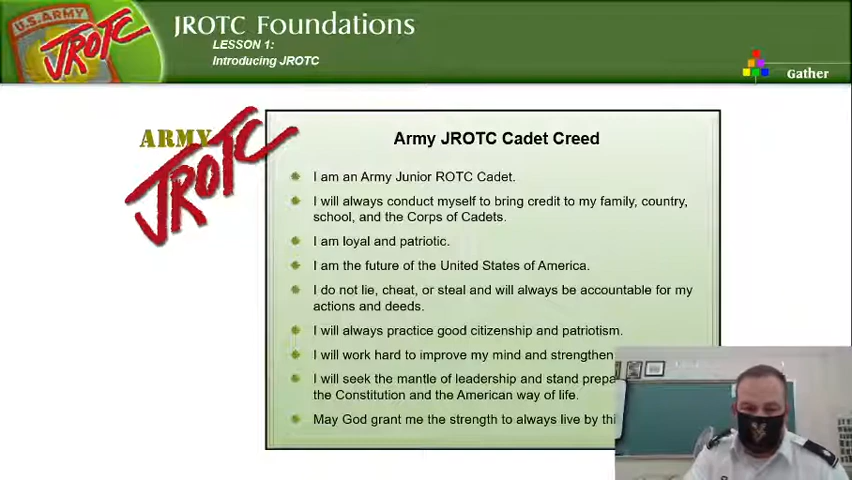 U.S. ARMY
JROTC
JROTC Foundations
LESSON 1:
Introducing JROTC
Gather
ARMY
JROTC
Army JROTC Cadet Creed
I am an Army Junior ROTC Cadet.
I will always conduct myself to bring credit to my family, country,
school, and the Corps of Cadets.
I am loyal and patriotic.
I am the future of the United States of America.
I do not lie, cheat, or steal and will always be accountable for my
actions and deeds.
I will always practice good citizenship and patriotism.
I will work hard to improve my mind and strengthen
I will seek the mantle of leadership and stand
the Constitution and the American way of life.
May God grant me the strength to always live by